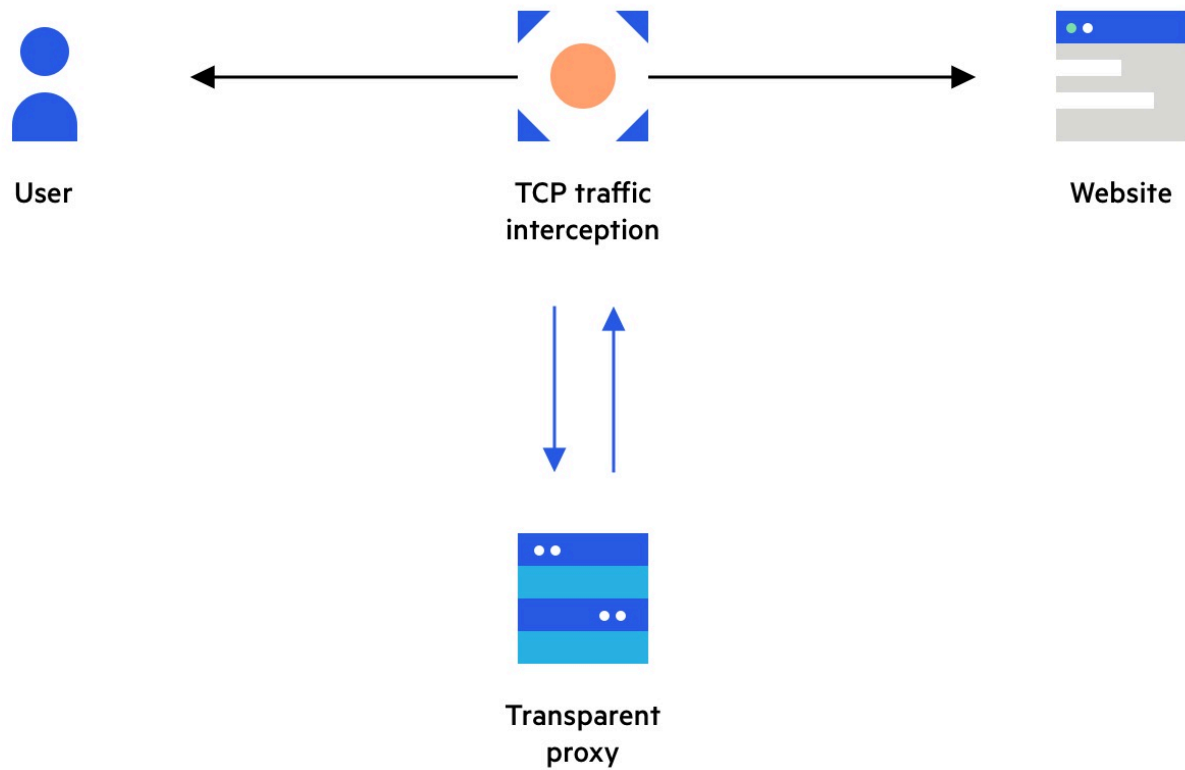 User
TCP traffic
interception
Website
Transparent
proxy